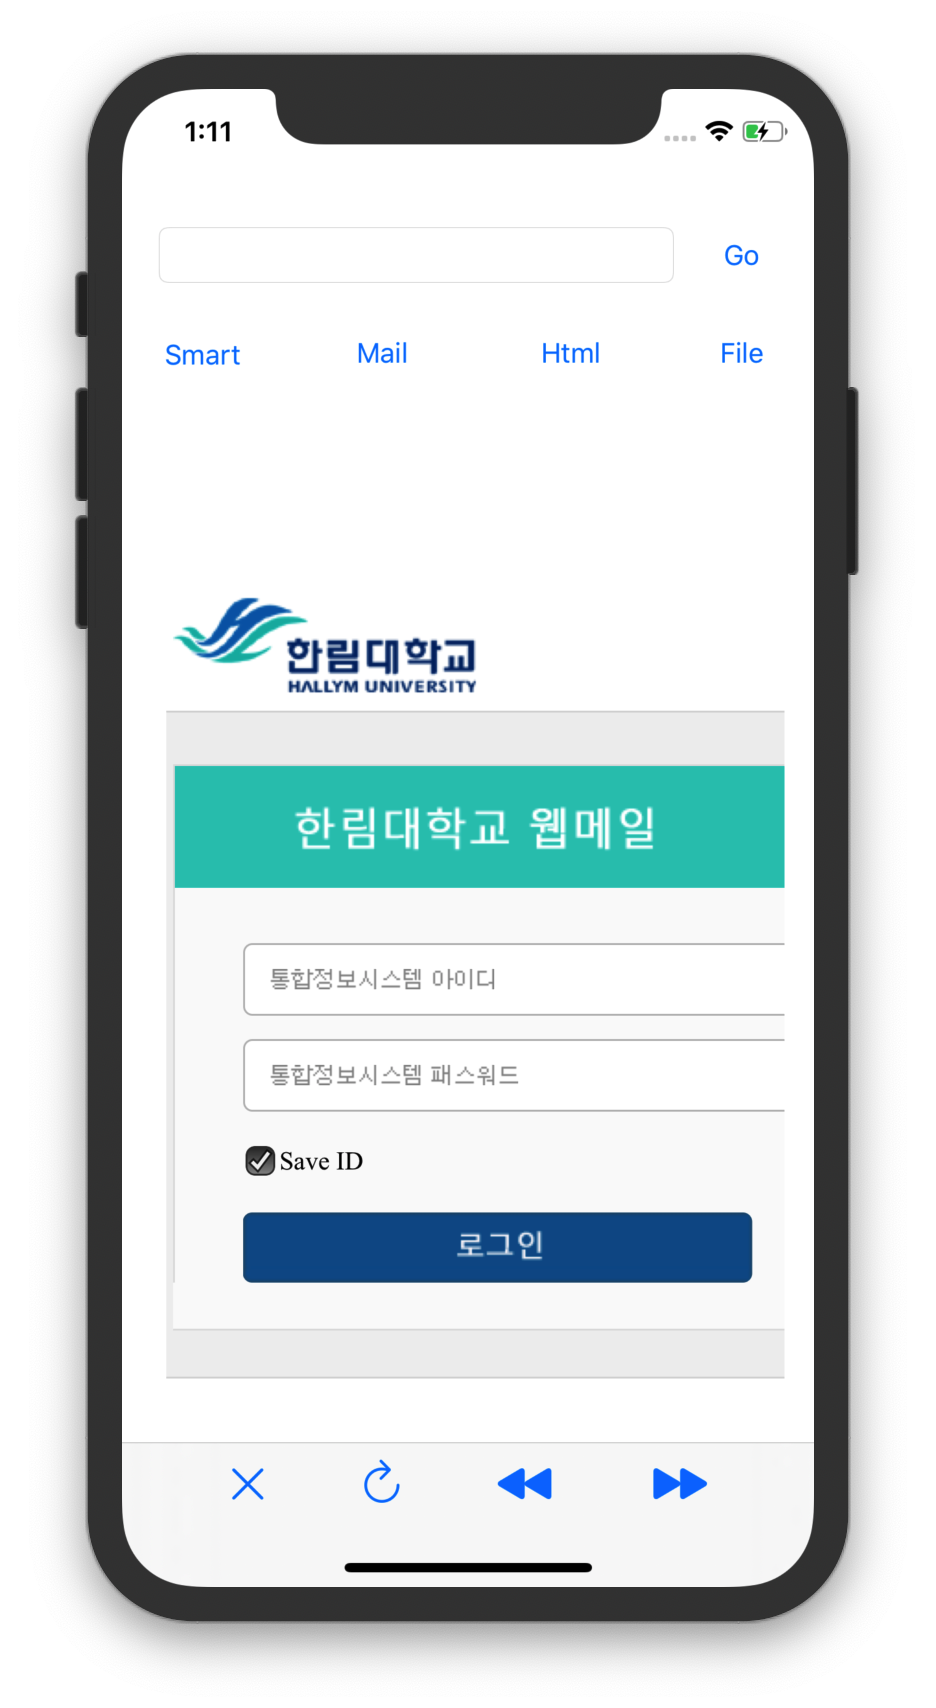 1:11
Go
Smart Mail Html File
한림대학교
HALLYM UNIVERSITY
한림대학교 웹메일
통합정보시스템 아이디
통합정보시스템 패스워드
Save ID
로그인